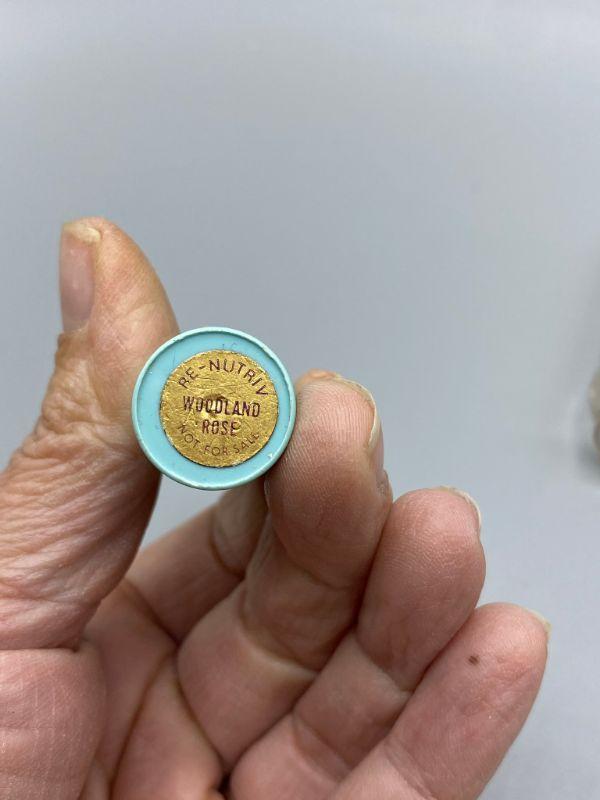 RE-NUTRIV
WOODLAND
ROSE
NOT FOR SALE